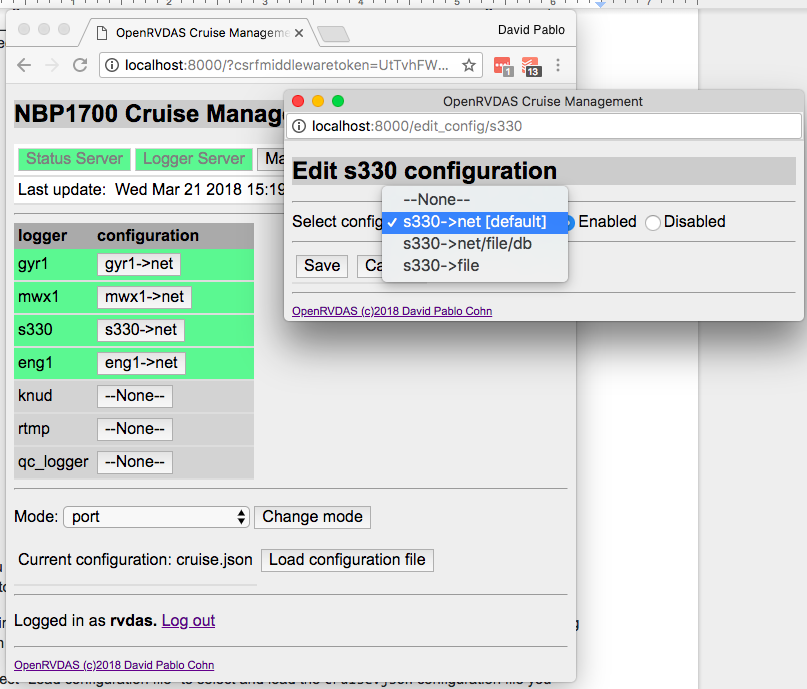 OpenRVDAS Cruise Manageme
David Pablo
localhost:8000/?csrfmiddlewaretoken=UtTvhFW...
1
13
NBP1700 Cruise Manag
Status Server
Logger Server
Ma
Last update: Wed Mar 21 2018 15:19
logger configuration
gyr1 gyr1->net
mwx1 mwx1->net
s330 s330->net
eng1 eng1->net
knud --None--
rtmp --None--
qc_logger --None--
Mode: port Change mode
Current configuration: cruise.json Load configuration file
Logged in as rvdas. Log out
OpenRVDAS (c)2018 David Pablo Cohn
OpenRVDAS Cruise Management
localhost:8000/edit_config/s330
Edit s330 configuration
--None--
Select config ✓ s330->net [default] Enabled Disabled
s330->net/file/db
s330->file
Save Ca
OpenRVDAS (c)2018 David Pablo Cohn